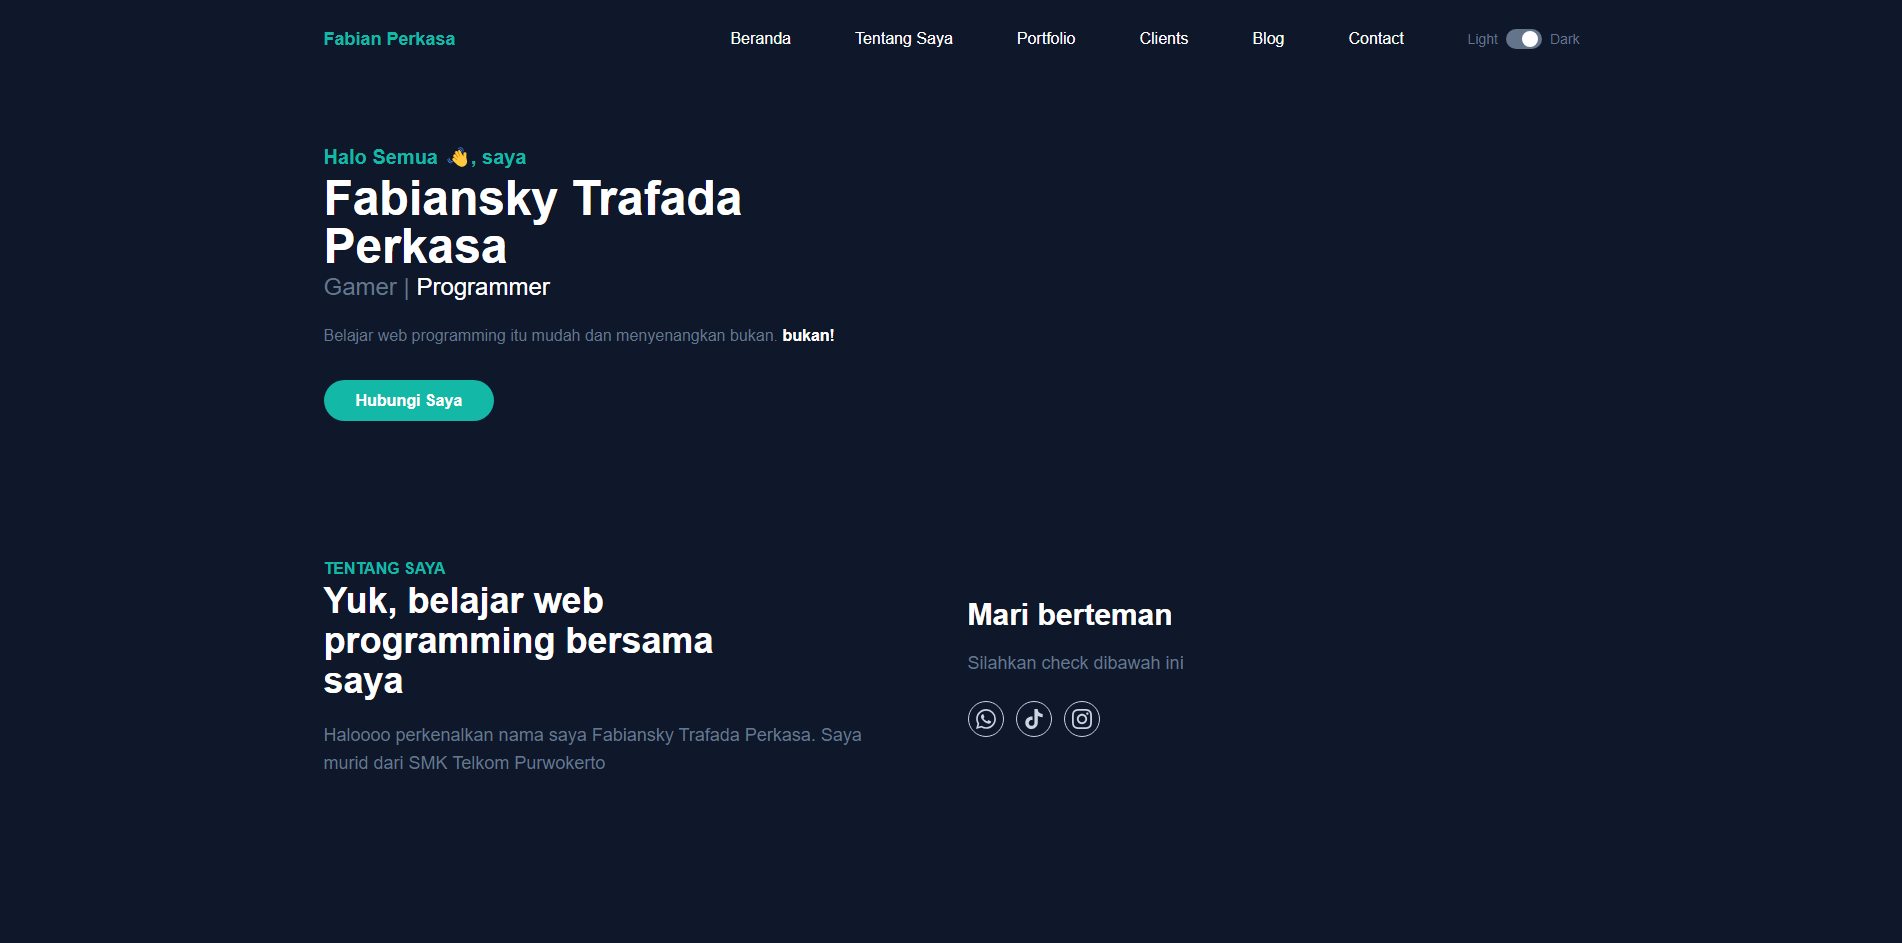 Fabian Perkasa
Beranda
Tentang Saya
Portfolio
Clients
Blog
Contact
Light
Dark
Halo Semua 👋, saya
Fabiansky Trafada
Perkasa
Gamer | Programmer
Belajar web programming itu mudah dan menyenangkan bukan. bukan!
Hubungi Saya
TENTANG SAYA
Yuk, belajar web
programming bersama
saya
Haloooo perkenalkan nama saya Fabiansky Trafada Perkasa. Saya
murid dari SMK Telkom Purwokerto
Mari berteman
Silahkan check dibawah ini